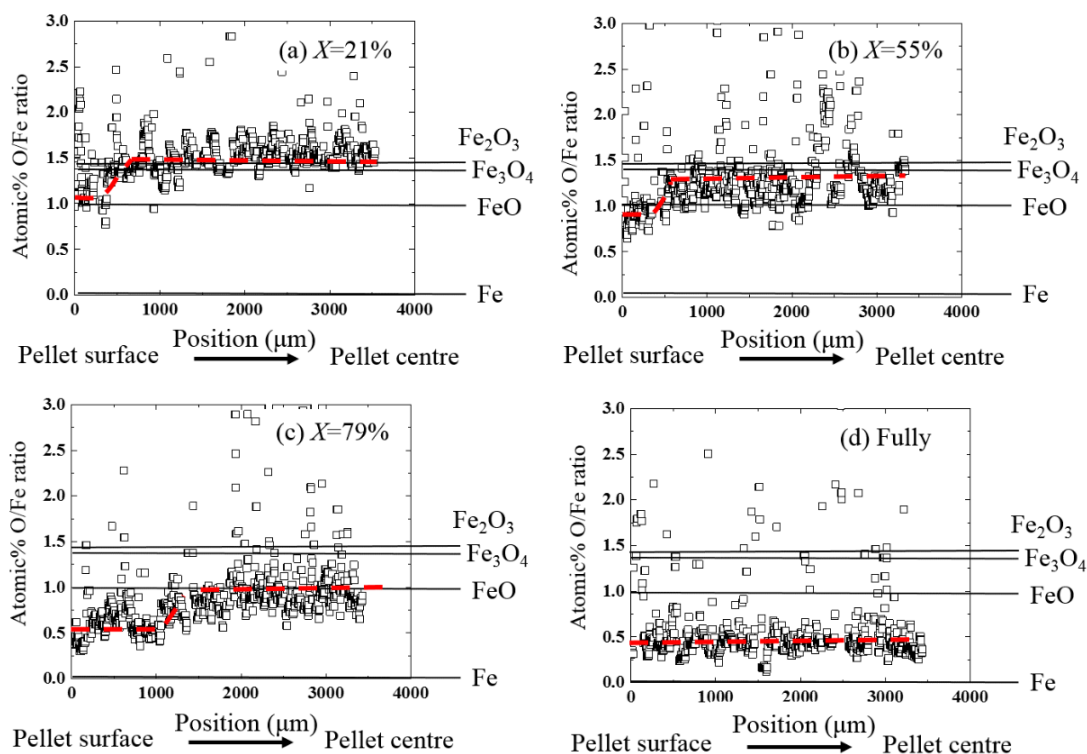 (a) X=21%
Atomic% O/Fe ratio
3.0
2.5
2.0
1.5
1.0
0.5
0.0
Fe₂O₃
Fe₃O₄
FeO
Fe
0 1000 2000 3000 4000
Position (μm)
Pellet surface Pellet centre
(b) X=55%
Atomic% O/Fe ratio
3.0
2.5
2.0
1.5
1.0
0.5
0.0
Fe₂O₃
Fe₃O₄
FeO
Fe
0 1000 2000 3000 4000
Position (μm)
Pellet surface Pellet centre
(c) X=79%
Atomic% O/Fe ratio
3.0
2.5
2.0
1.5
1.0
0.5
0.0
Fe₂O₃
Fe₃O₄
FeO
Fe
0 1000 2000 3000 4000
Position (μm)
Pellet surface Pellet centre
(d) Fully
Atomic% O/Fe ratio
3.0
2.5
2.0
1.5
1.0
0.5
0.0
Fe₂O₃
Fe₃O₄
FeO
Fe
0 1000 2000 3000 4000
Position (μm)
Pellet surface Pellet centre